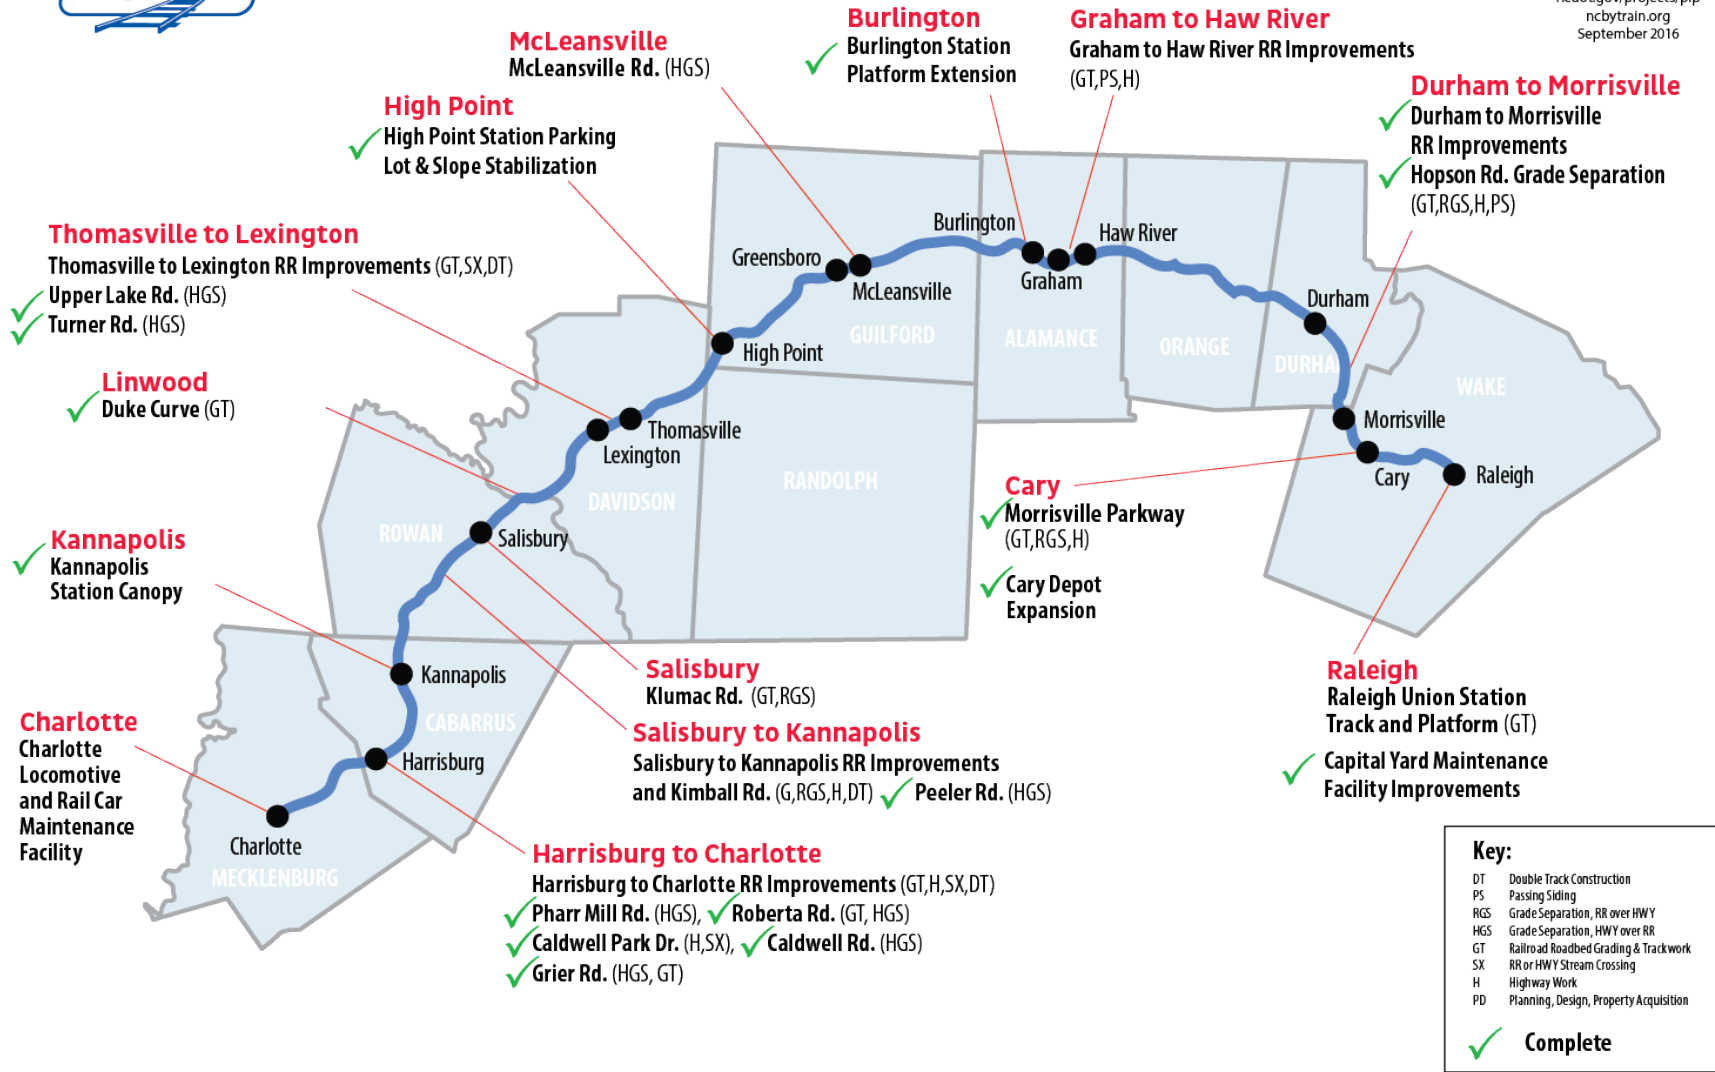 ncbytrain.org
September 2016
Burlington
Burlington Station
Platform Extension
Graham to Haw River
Graham to Haw River RR Improvements
(GT,PS,H)
McLeansville
McLeansville Rd. (HGS)
Durham to Morrisville
Durham to Morrisville
RR Improvements
Hopson Rd. Grade Separation
(GT,RGS,H,PS)
High Point
High Point Station Parking
Lot & Slope Stabilization
Thomasville to Lexington
Thomasville to Lexington RR Improvements (GT,SX,DT)
Upper Lake Rd. (HGS)
Turner Rd. (HGS)
Linwood
Duke Curve (GT)
Kannapolis
Kannapolis
Station Canopy
Charlotte
Charlotte
Locomotive
and Rail Car
Maintenance
Facility
Burlington
Haw River
Greensboro
McLeansville
Graham
Durham
High Point
GUILFORD
ALAMANCE
ORANGE
DURHA
WAKE
Thomasville
Lexington
Morrisville
Cary
Raleigh
RANDOLPH
DAVIDSON
ROWAN
Salisbury
Kannapolis
CABARRUS
Harrisburg
Charlotte
MECKLENBURG
Cary
Morrisville Parkway
(GT,RGS,H)
Cary Depot
Expansion
Salisbury
Klumac Rd. (GT,RGS)
Salisbury to Kannapolis
Salisbury to Kannapolis RR Improvements
and Kimball Rd. (G,RGS,H,DT) Peeler Rd. (HGS)
Raleigh
Raleigh Union Station
Track and Platform (GT)
Capital Yard Maintenance
Facility Improvements
Harrisburg to Charlotte
Harrisburg to Charlotte RR Improvements (GT,H,SX,DT)
Pharr Mill Rd. (HGS), Roberta Rd. (GT, HGS)
Caldwell Park Dr. (H,SX), Caldwell Rd. (HGS)
Grier Rd. (HGS, GT)
Key:
DT Double Track Construction
PS Passing Siding
RGS Grade Separation, RR over HWY
HGS Grade Separation, HWY over RR
GT Railroad Roadbed Grading & Trackwork
SX RR or HWY Stream Crossing
H Highway Work
PD Planning, Design, Property Acquisition
Complete